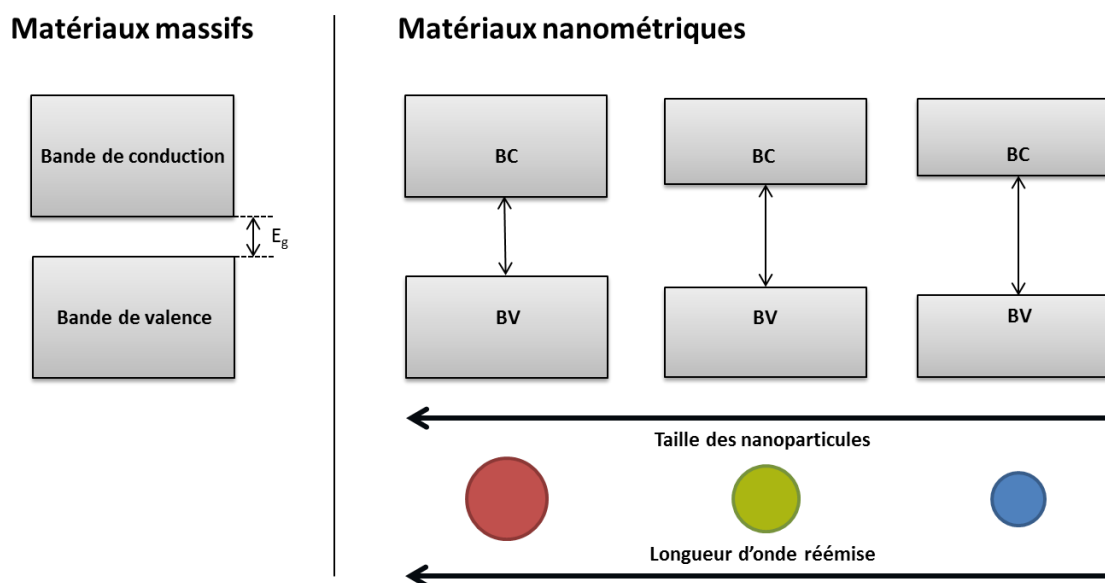 Matériaux massifs
Matériaux nanométriques
Bande de conduction
E_g
Bande de valence
BC
BC
BC
BV
BV
BV
Taille des nanoparticules
Longueur d'onde réémise